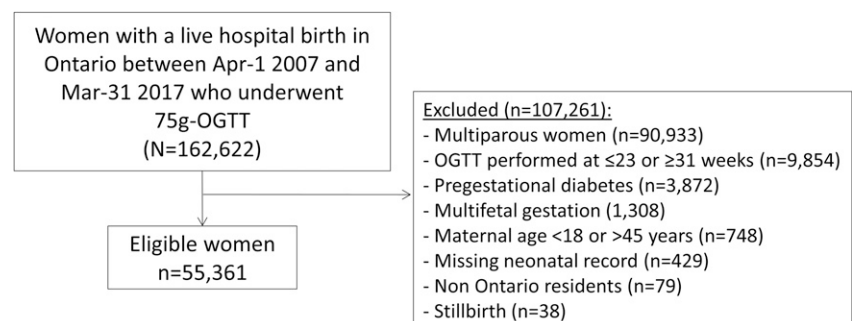 Women with a live hospital birth in
Ontario between Apr-1 2007 and
Mar-31 2017 who underwent
75g-OGTT
(N=162,622)
Excluded (n=107,261):
- Multiparous women (n=90,933)
- OGTT performed at ≤23 or ≥31 weeks (n=9,854)
- Pregestational diabetes (n=3,872)
- Multifetal gestation (1,308)
- Maternal age <18 or >45 years (n=748)
- Missing neonatal record (n=429)
- Non Ontario residents (n=79)
- Stillbirth (n=38)
Eligible women
n=55,361